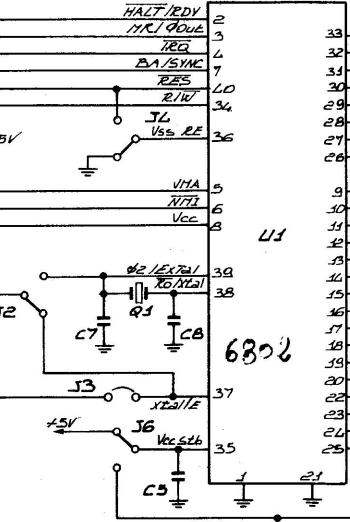 HALT/RDY 2
MR/ΦOut 3 33
IRQ 4 32
BA/SYNC 7 31
RES 40 30
R/W 34 29
J4 28
5V Vss RE 36 27
26
VMA 5 9
NMI 6 10
Vcc 8 11
U1 12
13
Φ2/ExTal 39 14
Φo/Xtal 38 15
J2 Q1 16
C7 C8 17
6802 18
19
20
J3 37 22
Xtal/E 23
+5V J6 24
Vcc Stb 35 25
C5 1 21